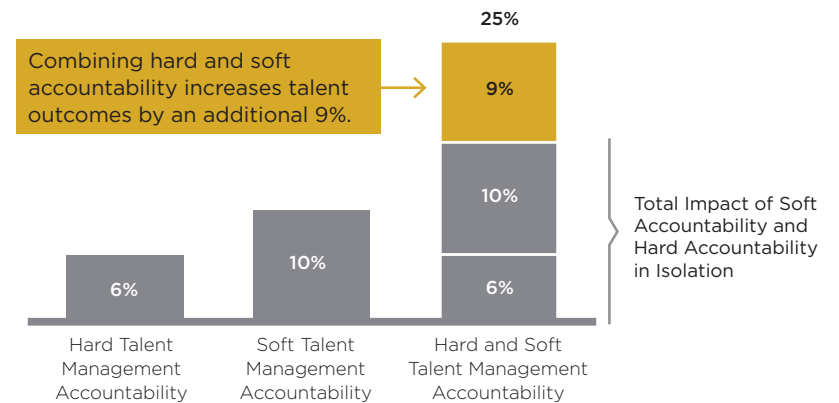 25%
Combining hard and soft
accountability increases talent
outcomes by an additional 9%.
9%
10%
6%
10%
6%
Total Impact of Soft
Accountability and
Hard Accountability
in Isolation
Hard Talent
Management
Accountability
Soft Talent
Management
Accountability
Hard and Soft
Talent Management
Accountability